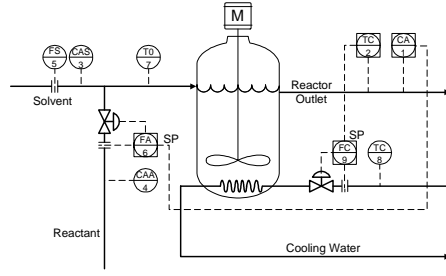 M
FS
5
CAS
3
T0
7
TC
2
CA
1
Solvent
Reactor
Outlet
SP
FA
6
SP
FC
9
TC
8
CAA
4
Reactant
Cooling Water